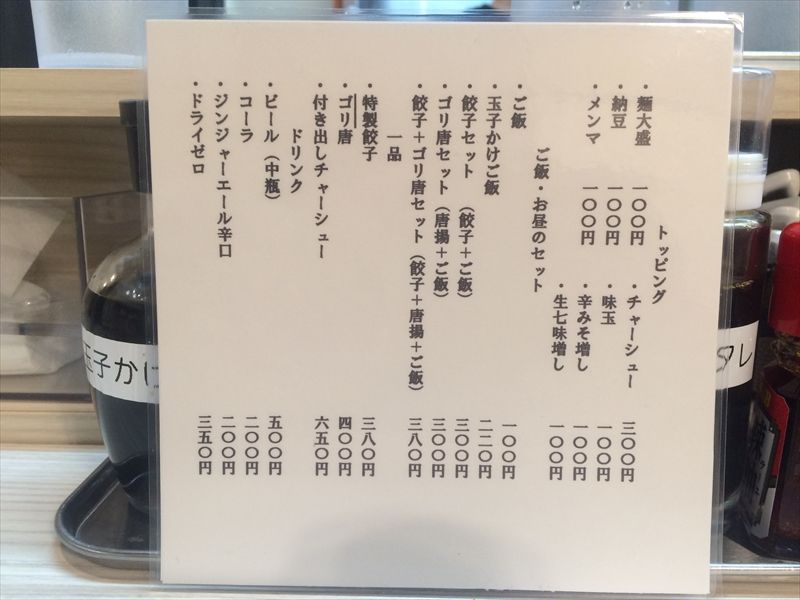 トッピング
・麺大盛 一〇〇円
・納豆 一〇〇円
・メンマ 一〇〇円
・チャーシュー 三〇〇円
・味玉 一〇〇円
・辛みそ増し 一〇〇円
・生七味増し 一〇〇円
ご飯・お昼のセット
・ご飯 一〇〇円
・玉子かけご飯 二二〇円
・餃子セット（餃子＋ご飯） 三〇〇円
・ゴリ唐セット（唐揚＋ご飯） 三〇〇円
・餃子＋ゴリ唐セット（餃子＋唐揚＋ご飯） 三八〇円
一品
・特製餃子 三八〇円
・ゴリ唐 四〇〇円
・付き出しチャーシュー 六五〇円
ドリンク
・ビール（中瓶） 五〇〇円
・コーラ 二〇〇円
・ジンジャーエール辛口 二〇〇円
・ドライゼロ 三五〇円
玉子かけ
タレ